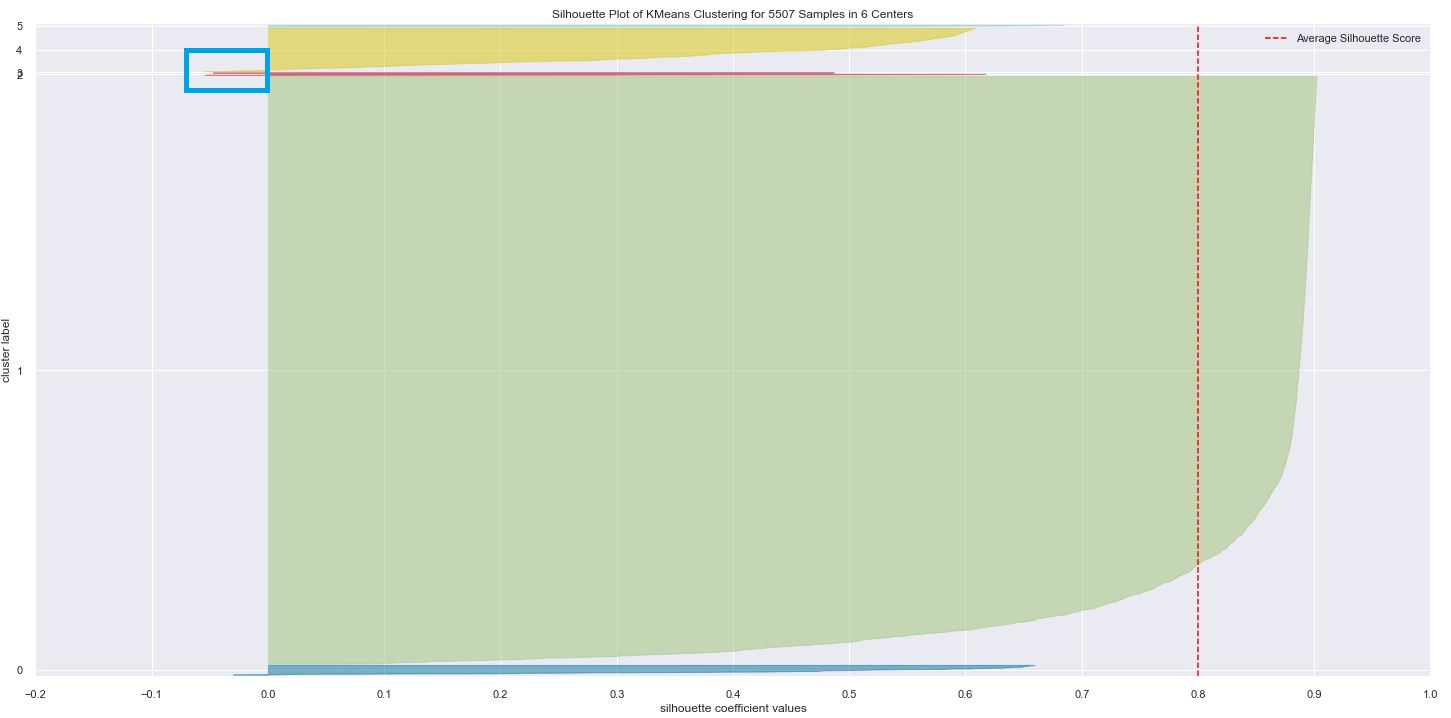 Silhouette Plot of KMeans Clustering for 5507 Samples in 6 Centers
Average Silhouette Score
5
4
3
2
1
0
cluster label
−0.2 −0.1 0.0 0.1 0.2 0.3 0.4 0.5 0.6 0.7 0.8 0.9 1.0
silhouette coefficient values